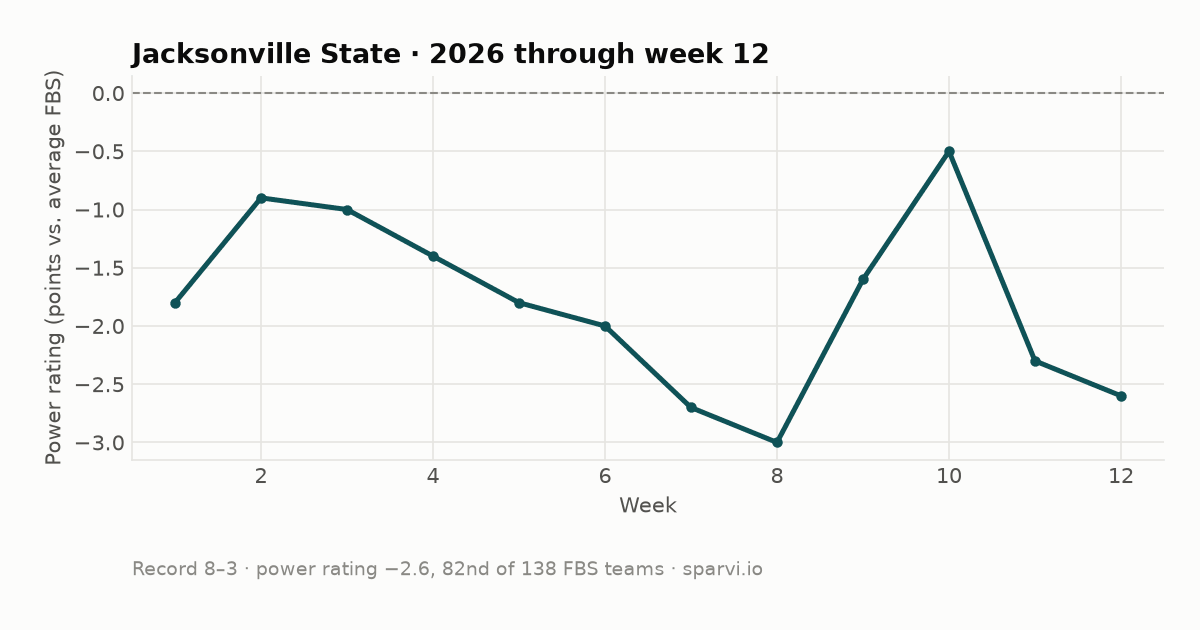 Jacksonville State · 2026 through week 12
Power rating (points vs. average FBS)
0.0
−0.5
−1.0
−1.5
−2.0
−2.5
−3.0
2 4 6 8 10 12
Week
Record 8–3 · power rating −2.6, 82nd of 138 FBS teams · sparvi.io